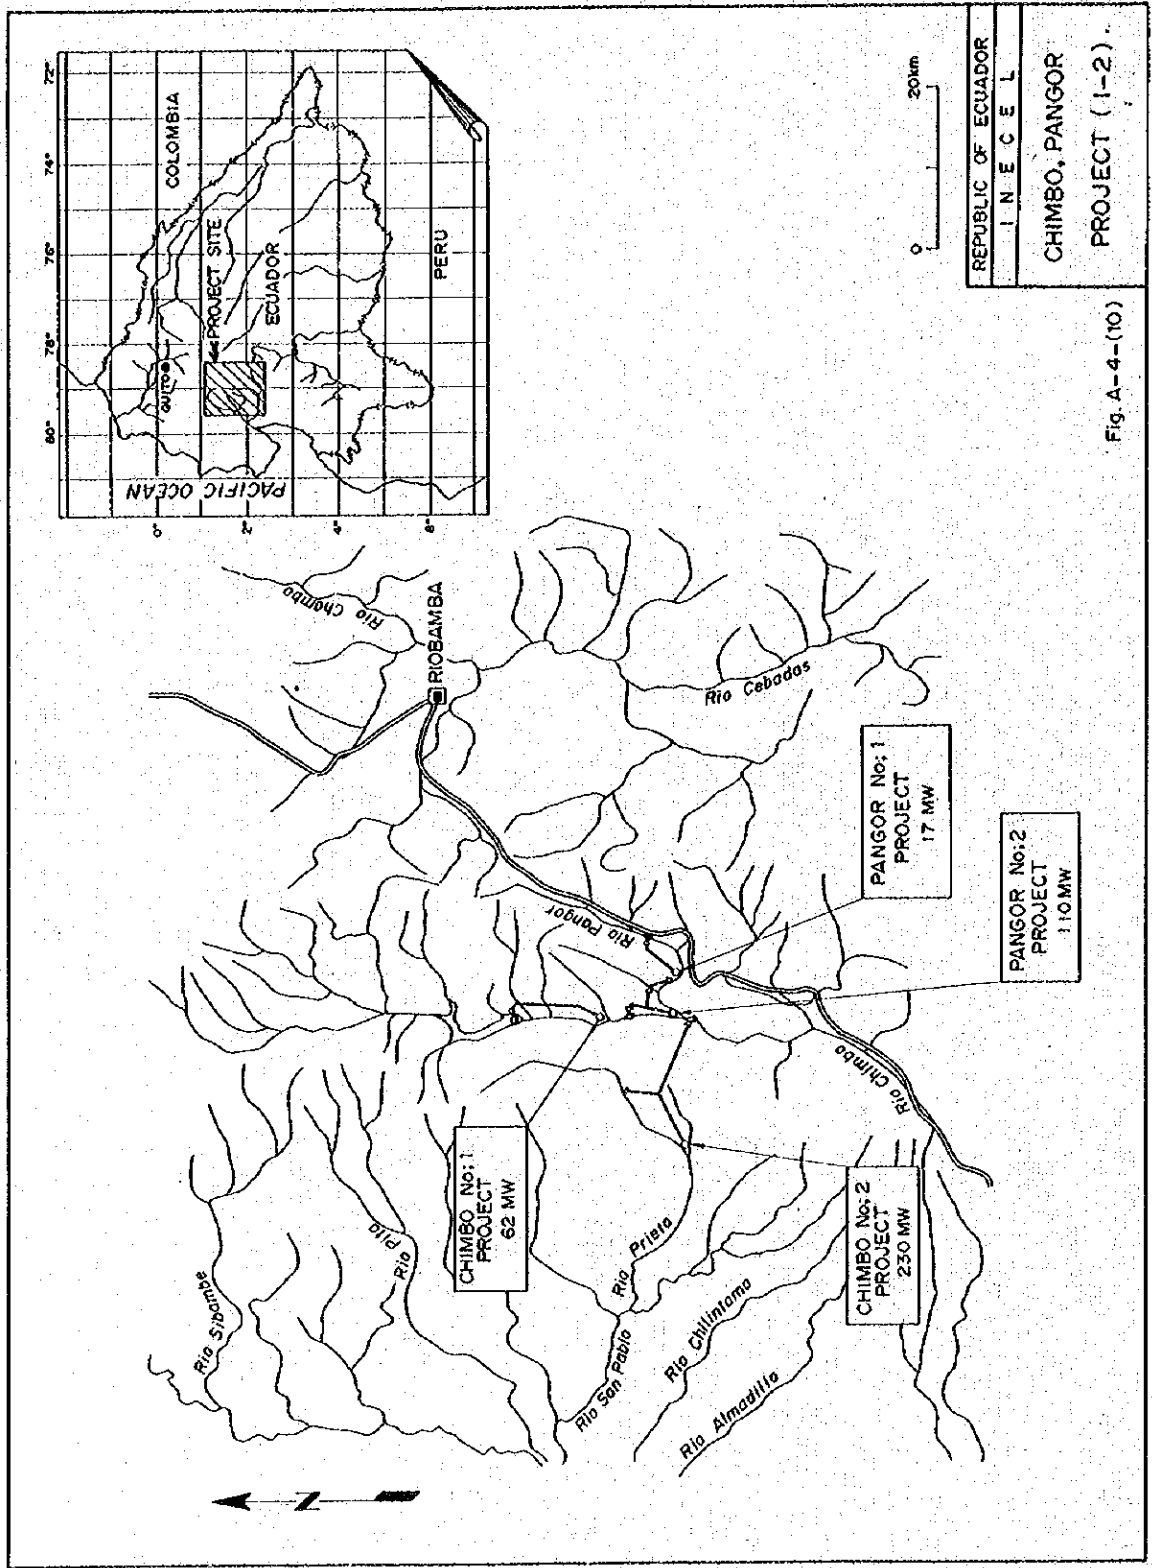 72°
74°
76°
78°
80°
0°
2°
4°
8°
COLOMBIA
PROJECT SITE
ECUADOR
PERU
QUITO
PACIFIC OCEAN
0 20km
REPUBLIC OF ECUADOR
I N E C E L
CHIMBO, PANGOR
PROJECT (1-2).
Fig. A-4-(10)
Rio Chambo
RIOBAMBA
Rio Cebadas
Rio Pangor
Rio Chimbo
Rio Sibambe
Rio Pita
Rio San Pablo
Rio Prieta
Rio Chilintomo
Rio Almadillo
CHIMBO No; 1
PROJECT
62 MW
CHIMBO No; 2
PROJECT
230 MW
PANGOR No; 1
PROJECT
17 MW
PANGOR No; 2
PROJECT
110 MW
N